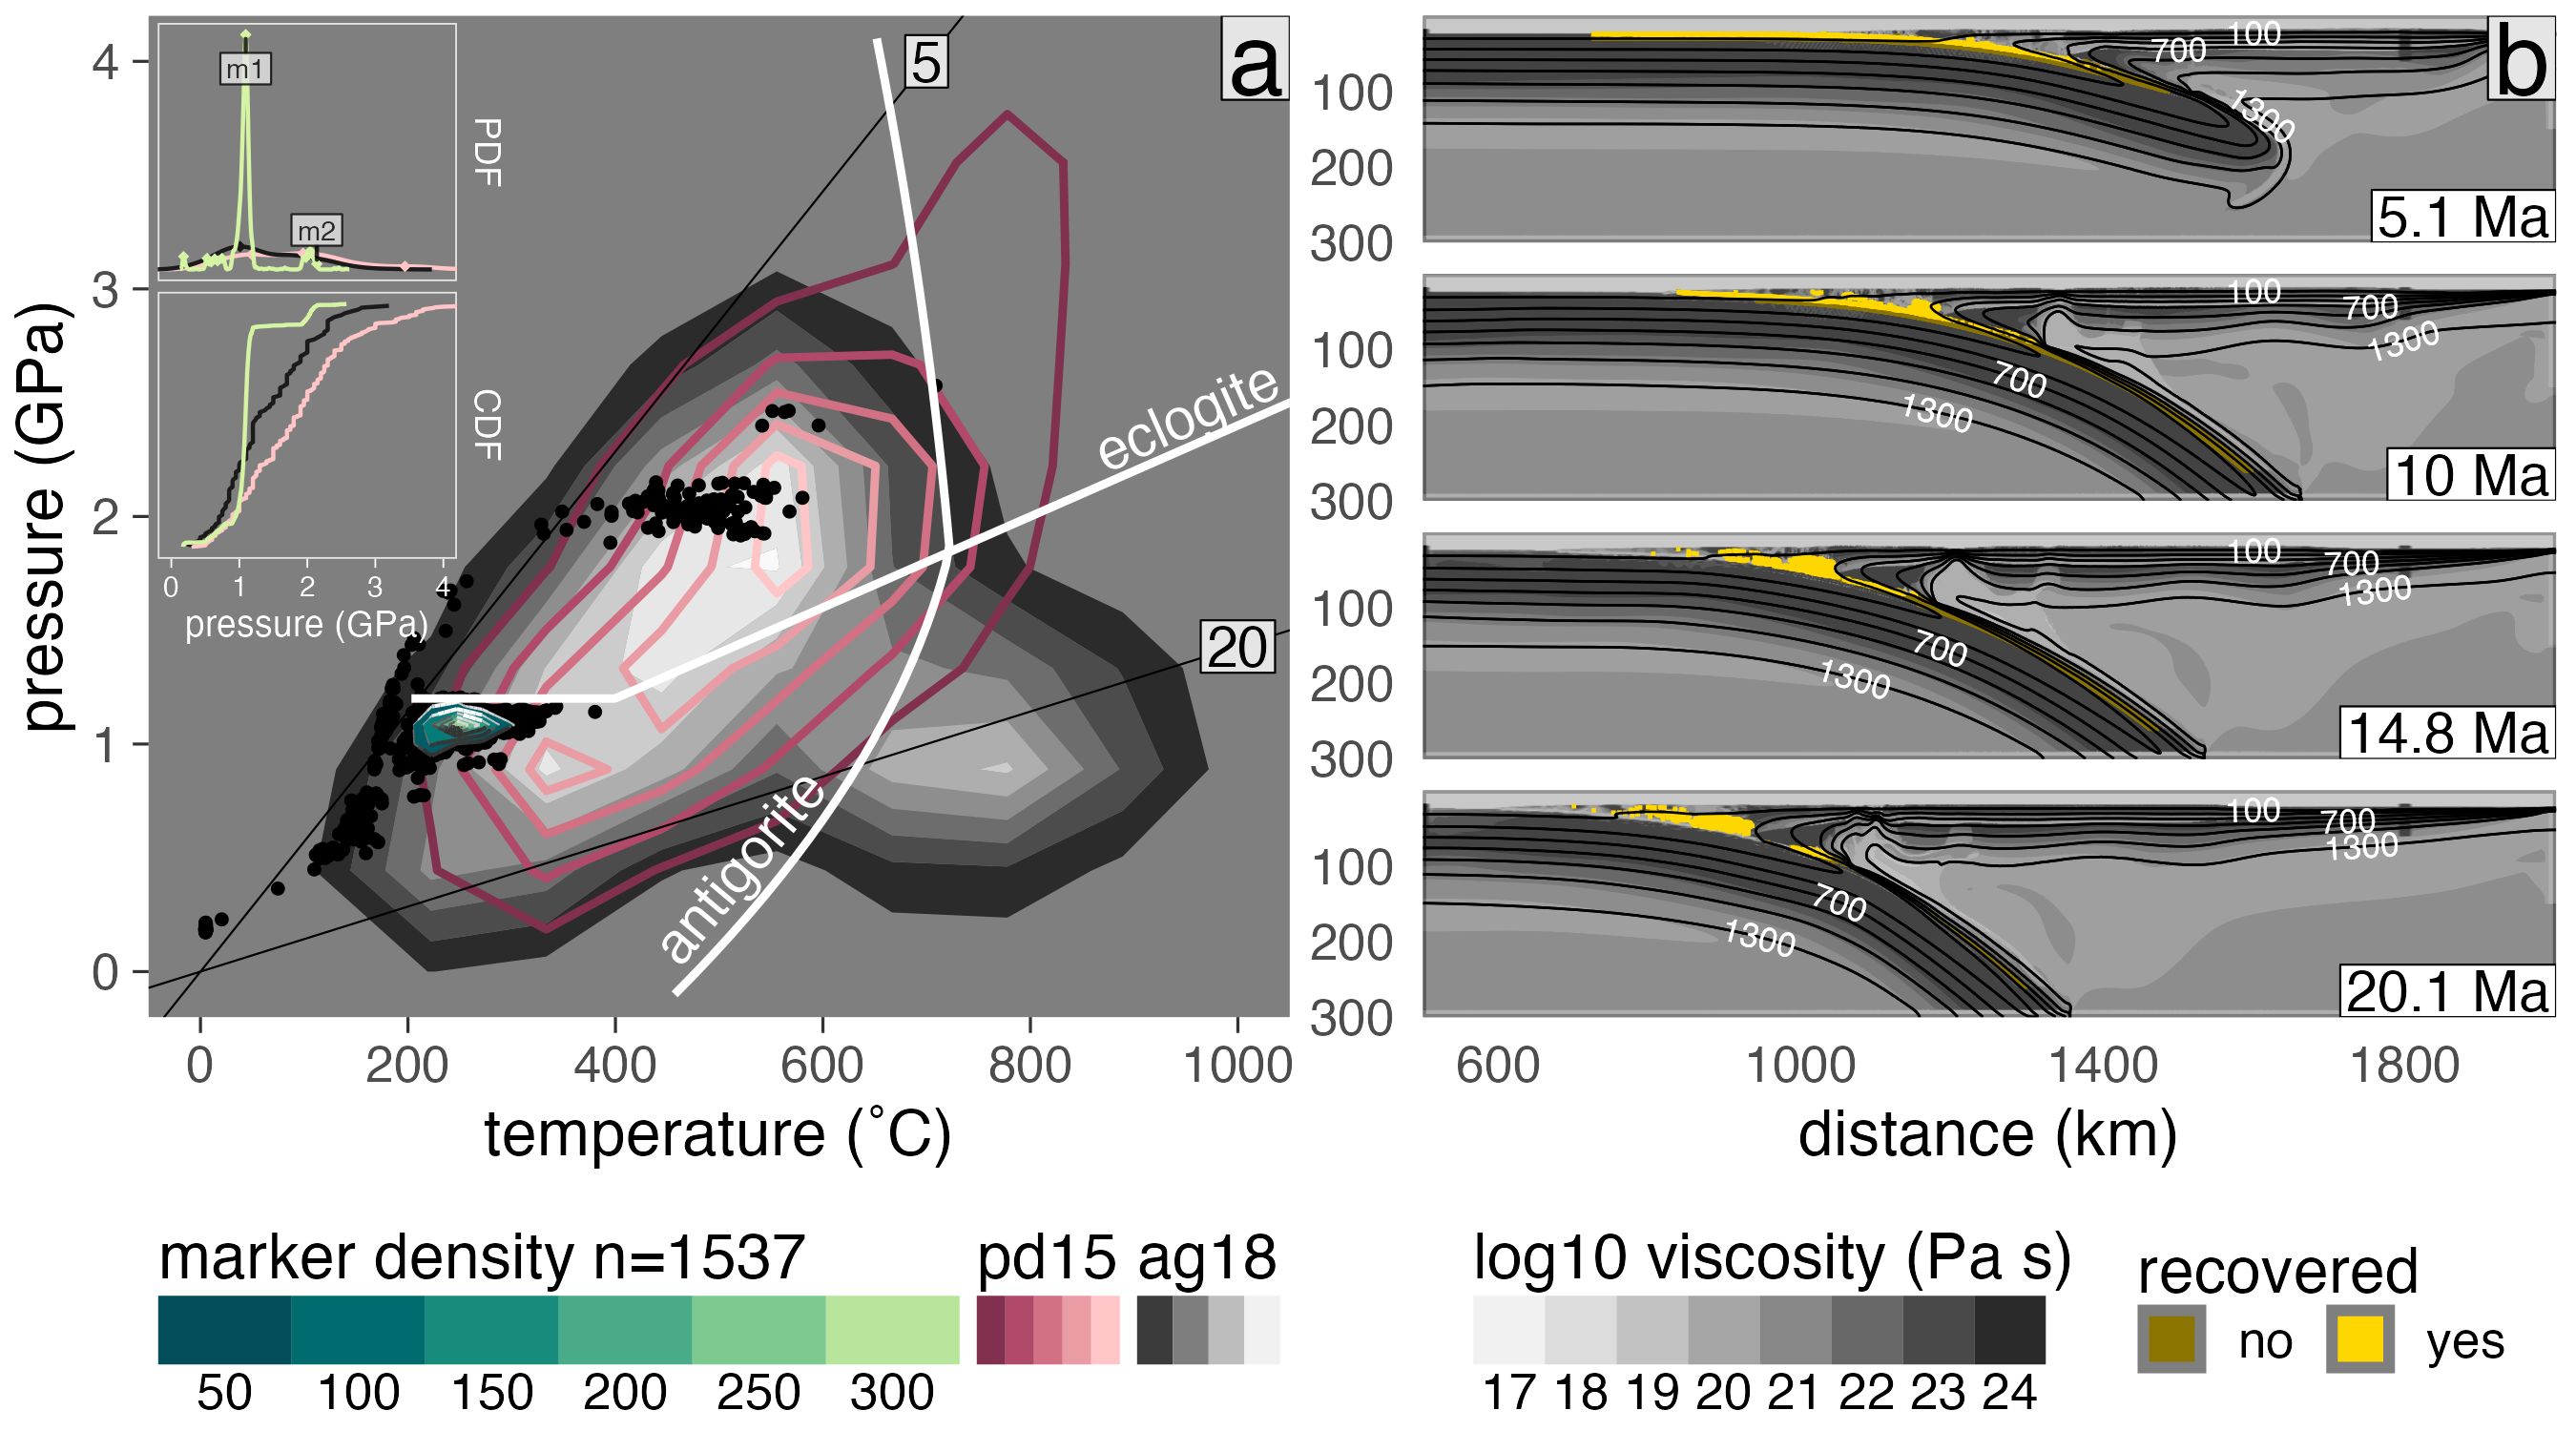 a
5
20
eclogite
antigorite
m1
m2
PDF
CDF
0 1 2 3 4
pressure (GPa)
4
3
2
1
0
pressure (GPa)
0 200 400 600 800 1000
temperature (˚C)
b
100
700
1300
100
200
300
5.1 Ma
100
700
1300
700
1300
100
200
300
10 Ma
100
700
1300
700
1300
100
200
300
14.8 Ma
100
700
1300
700
1300
100
200
300
20.1 Ma
600 1000 1400 1800
distance (km)
marker density n=1537
50 100 150 200 250 300
pd15 ag18
log10 viscosity (Pa s)
17 18 19 20 21 22 23 24
recovered
no yes